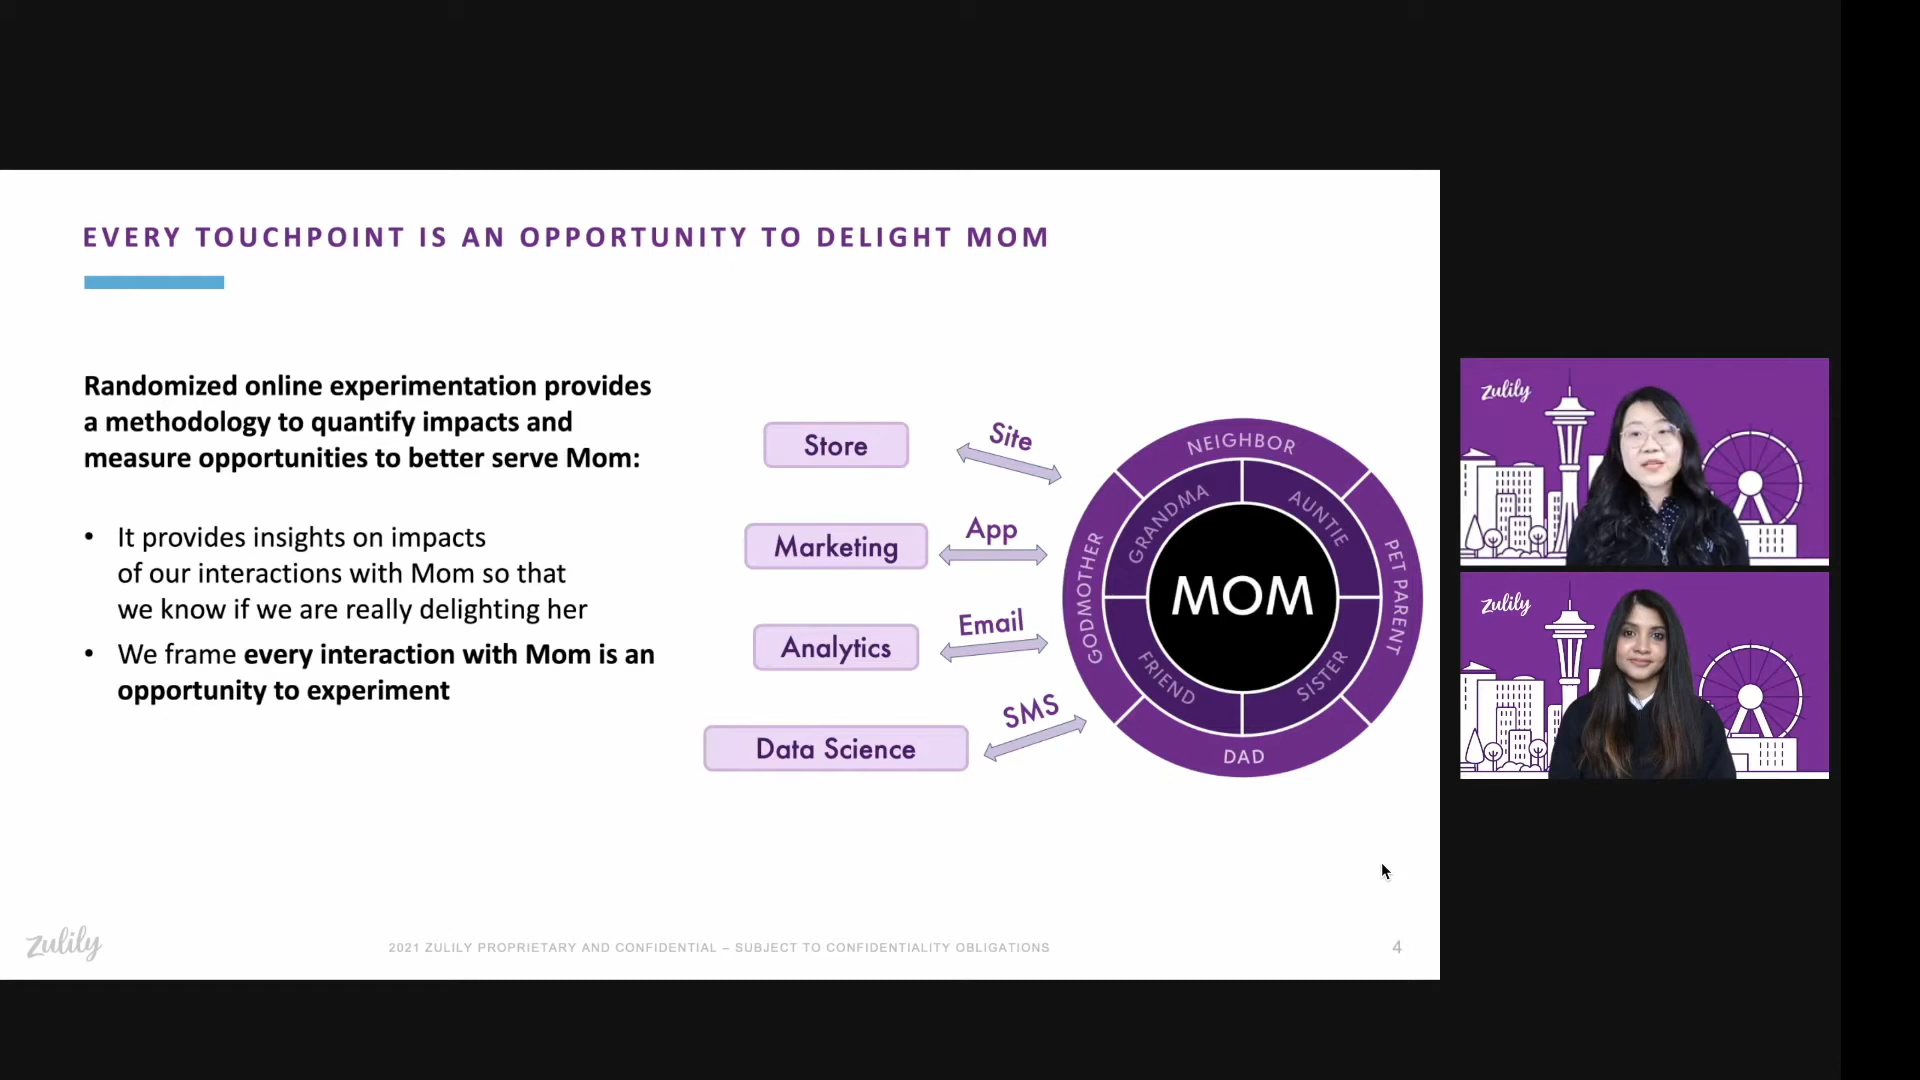 EVERY TOUCHPOINT IS AN OPPORTUNITY TO DELIGHT MOM
Randomized online experimentation provides
a methodology to quantify impacts and
measure opportunities to better serve Mom:
• It provides insights on impacts
of our interactions with Mom so that
we know if we are really delighting her
• We frame every interaction with Mom is an
opportunity to experiment
Store
Marketing
Analytics
Data Science
Site
App
Email
SMS
NEIGHBOR
GRANDMA
AUNTIE
GODMOTHER
PET PARENT
MOM
FRIEND
SISTER
DAD
zulily
zulily
zulily
2021 ZULILY PROPRIETARY AND CONFIDENTIAL – SUBJECT TO CONFIDENTIALITY OBLIGATIONS
4